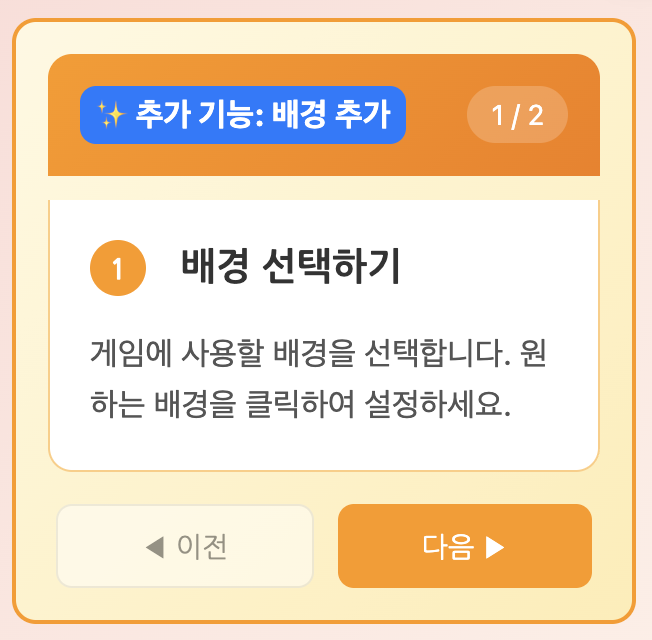 ✨ 추가 기능: 배경 추가
1 / 2
1 배경 선택하기
게임에 사용할 배경을 선택합니다. 원
하는 배경을 클릭하여 설정하세요.
◀ 이전
다음 ▶